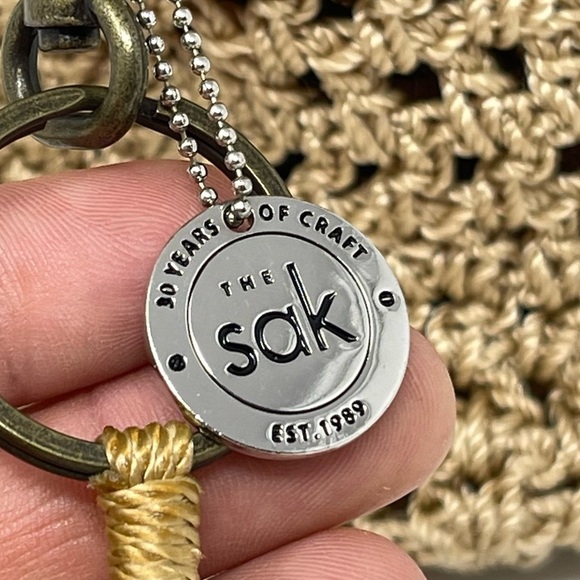 30 YEARS OF CRAFT
THE
sak
EST. 1989